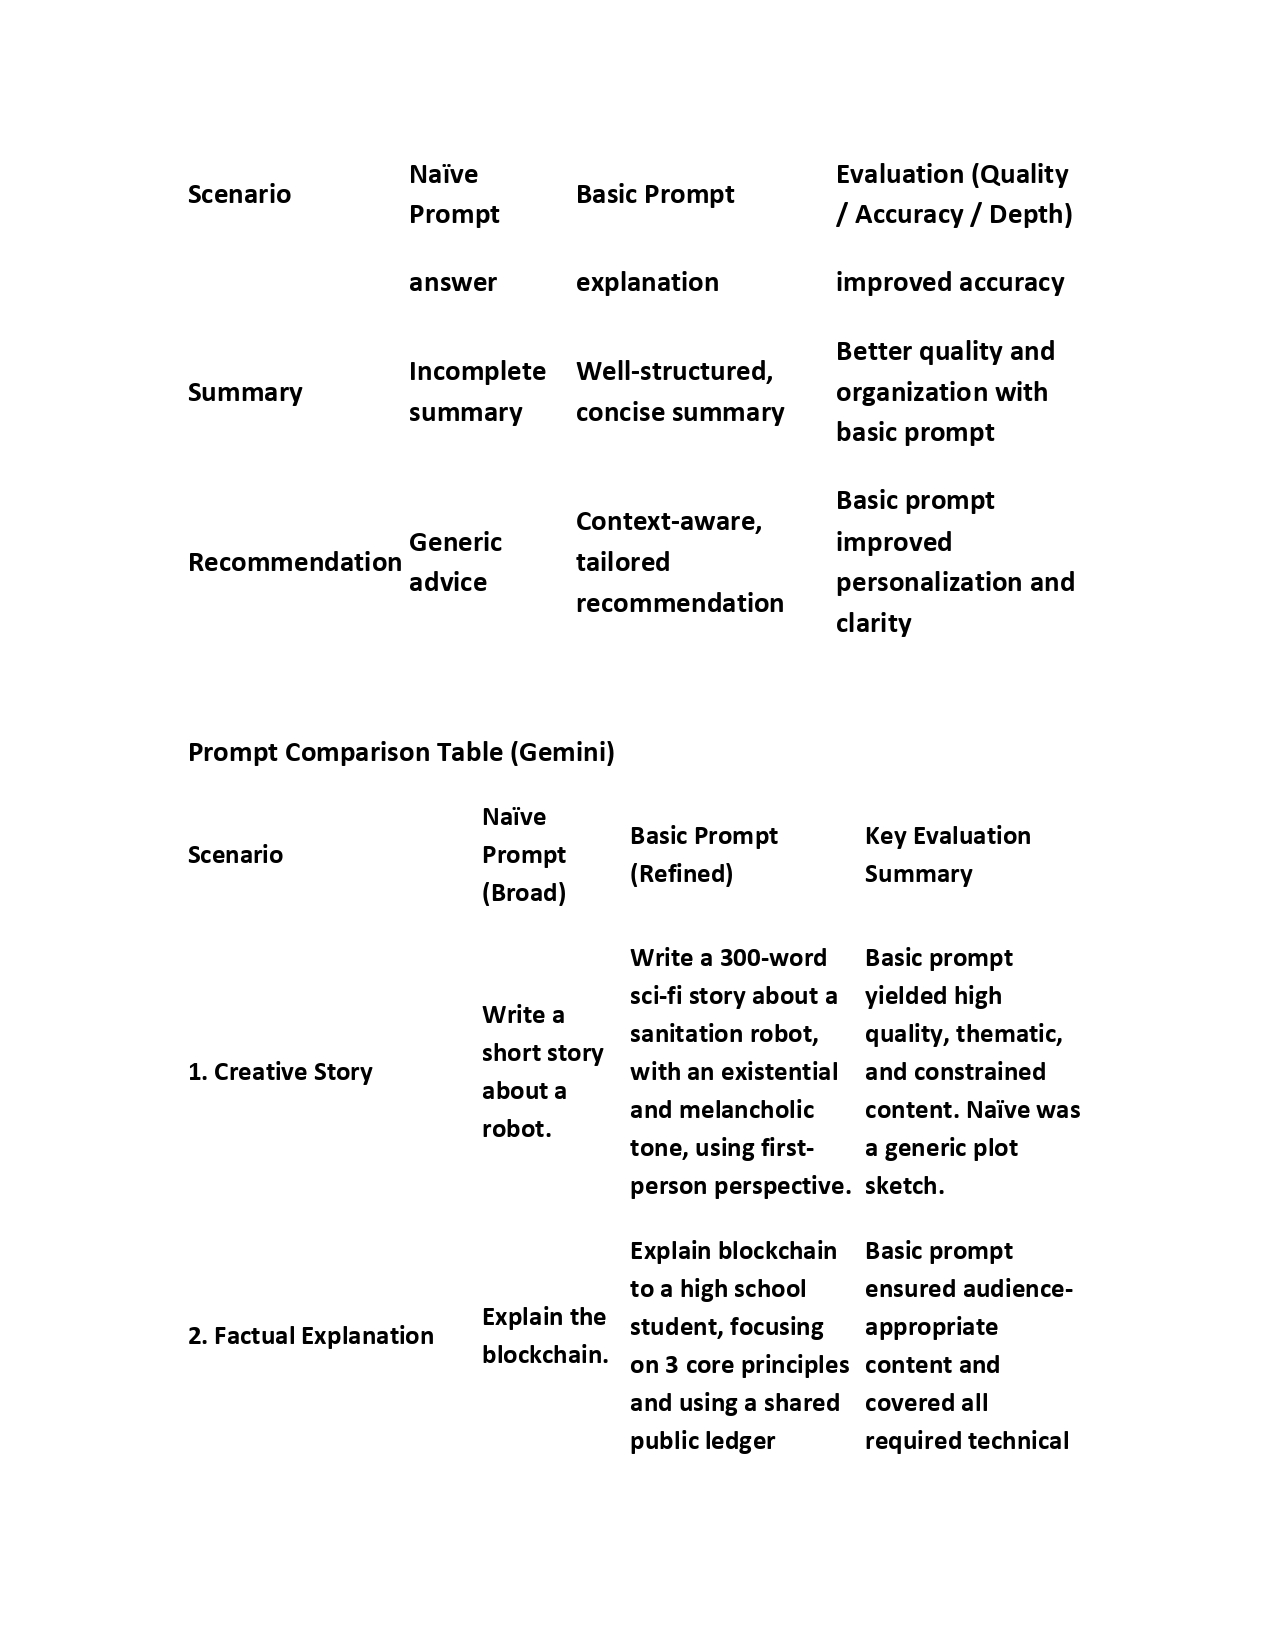 Scenario
Naïve
Prompt
Basic Prompt
Evaluation (Quality
/ Accuracy / Depth)
answer
explanation
improved accuracy
Summary
Incomplete
summary
Well-structured,
concise summary
Better quality and
organization with
basic prompt
Recommendation
Generic
advice
Context-aware,
tailored
recommendation
Basic prompt
improved
personalization and
clarity
Prompt Comparison Table (Gemini)
Scenario
Naïve
Prompt
(Broad)
Basic Prompt
(Refined)
Key Evaluation
Summary
1. Creative Story
Write a
short story
about a
robot.
Write a 300-word
sci-fi story about a
sanitation robot,
with an existential
and melancholic
tone, using first-
person perspective.
Basic prompt
yielded high
quality, thematic,
and constrained
content. Naïve was
a generic plot
sketch.
2. Factual Explanation
Explain the
blockchain.
Explain blockchain
to a high school
student, focusing
on 3 core principles
and using a shared
public ledger
Basic prompt
ensured audience-
appropriate
content and
covered all
required technical